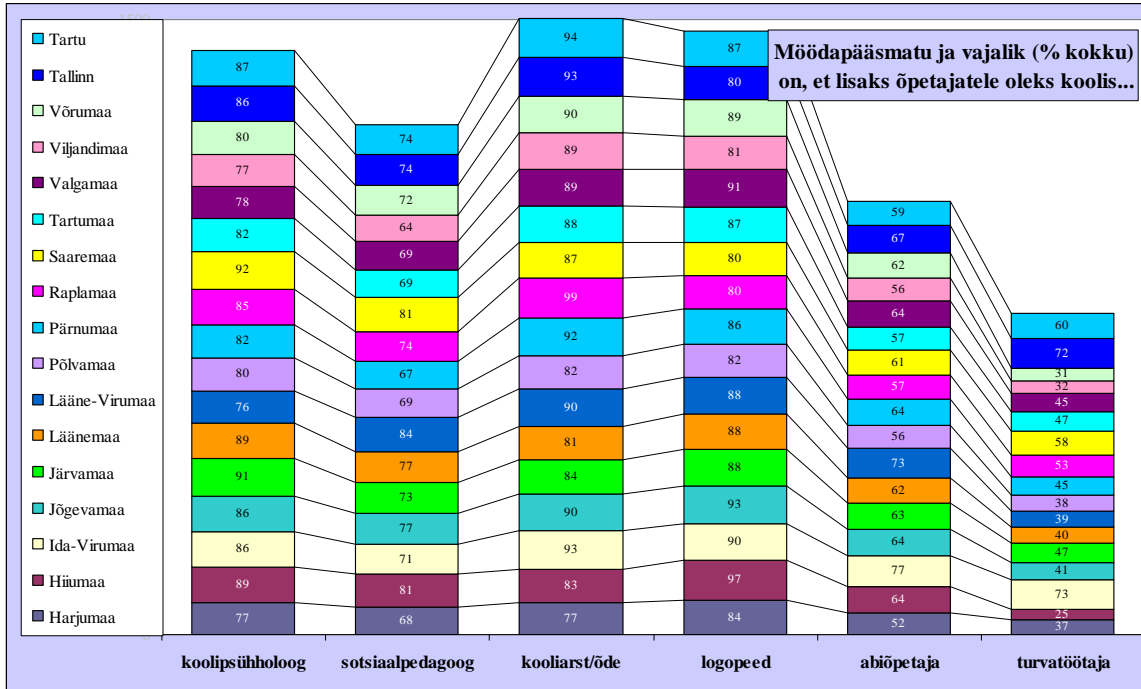 Möödapääsmatu ja vajalik (% kokku)
on, et lisaks õpetajatele oleks koolis...
Tartu
Tallinn
Võrumaa
Viljandimaa
Valgamaa
Tartumaa
Saaremaa
Raplamaa
Pärnumaa
Põlvamaa
Lääne-Virumaa
Läänemaa
Järvamaa
Jõgevamaa
Ida-Virumaa
Hiiumaa
Harjumaa
87 74 94 87 59 60
86 74 93 80 67 72
80 72 90 89 62 31
77 64 89 81 56 32
78 69 89 91 64 45
82 69 88 87 57 47
92 81 87 80 61 58
85 74 99 80 57 53
82 67 92 86 64 45
80 69 82 82 56 38
76 84 90 88 73 39
89 77 81 88 62 40
91 73 84 88 63 47
86 77 90 93 64 41
86 71 93 90 77 73
89 81 83 97 64 25
77 68 77 84 52 37
koolipsühholoog sotsiaalpedagoog kooliarst/õde logopeed abiõpetaja turvatöötaja